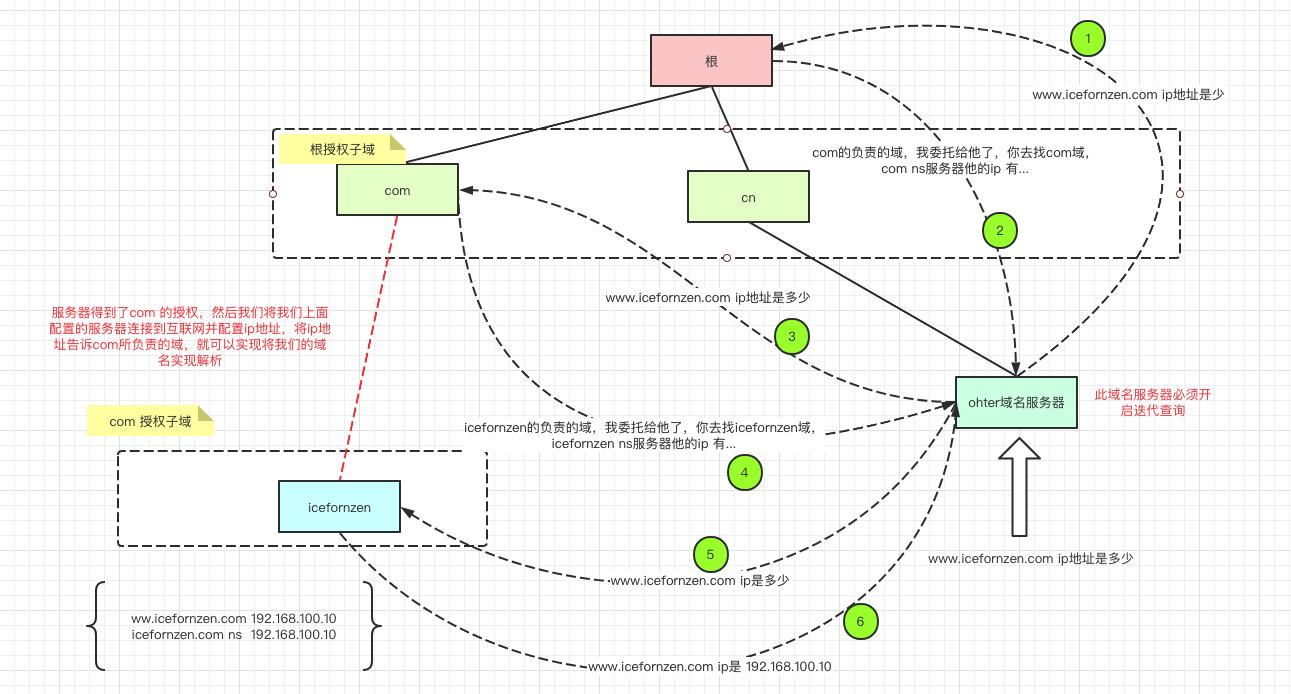 1
根
www.icefornzen.com ip地址是少
根授权子域
com的负责的域，我委托给他了，你去找com域，
com ns服务器他的ip 有...
com
cn
2
www.icefornzen.com ip地址是多少
服务器得到了com 的授权，然后我们将我们上面
配置的服务器连接到互联网并配置ip地址，将ip地
址告诉com所负责的域，就可以实现将我们的域
名实现解析
3
ohter域名服务器
此域名服务器必须开
启迭代查询
com 授权子域
icefornzen的负责的域，我委托给他了，你去找icefornzen域，
icefornzen ns服务器他的ip 有...
4
icefornzen
5
www.icefornzen.com ip地址是多少
www.icefornzen.com ip是多少
ww.icefornzen.com 192.168.100.10
icefornzen.com ns 192.168.100.10
6
www.icefornzen.com ip是 192.168.100.10